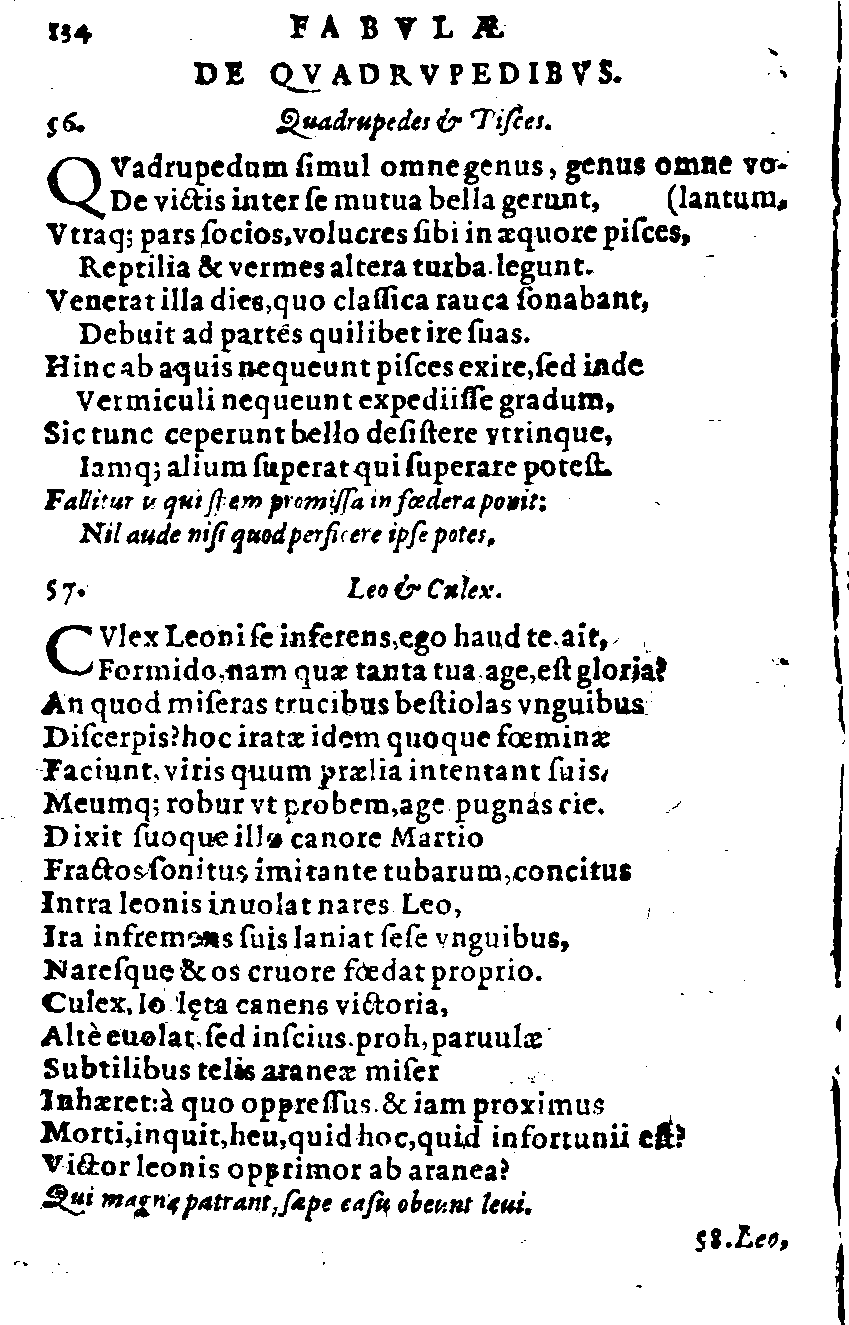 134 FABVLÆ
DE QVADRVPEDIBVS.
56. Quadrupedes & Pisces.
QVadrupedum ſimul omne genus, genus omne vo-
De victis inter ſe mutua bella gerunt, (lantum,
Vtraq; pars ſocios, volucres ſibi in æquore piſces,
Reptilia & vermes altera turba legunt.
Venerat illa dies, quo claſſica rauca ſonabant,
Debuit ad partes quilibet ire ſuas.
Hinc ab aquis nequeunt piſces exire, ſed inde
Vermiculi nequeunt expediiſſe gradum,
Sic tunc ceperunt bello deſiſtere vtrinque,
Iamq; alium ſuperat qui ſuperare poteſt.
Fallitur qui ſpem promiſſa in fœdera ponit:
Nil aude niſi quod perficere ipſe potes.
57. Leo & Culex.
CVlex Leoni ſe inferens, ego haud te, ait,
Formido, nam quæ tanta tua age, eſt gloria?
An quod miſeras trucibus beſtiolas vnguibus
Diſcerpis? hoc iratæ idem quoque fœminæ
Faciunt, viris quum prælia intentant ſuis,
Meumq; robur vt probem, age pugnás cie.
Dixit ſuoque illo canore Martio
Fractos ſonitus imitante tubarum, concitus
Intra leonis inuolat nares Leo,
Ira infremens ſuis laniat ſeſe vnguibus,
Nareſque & os cruore fœdat proprio.
Culex, Io lęta canens victoria,
Altè euolat, ſed inſcius, proh, paruulæ
Subtilibus telis araneæ miſer
Inhæret: à quo oppreſſus, & iam proximus
Morti, inquit, heu, quid hoc, quid infortunii eſt?
Victor leonis opprimor ab aranea?
Qui magna patrant, ſæpe caſu obeunt leui.
58. Leo,